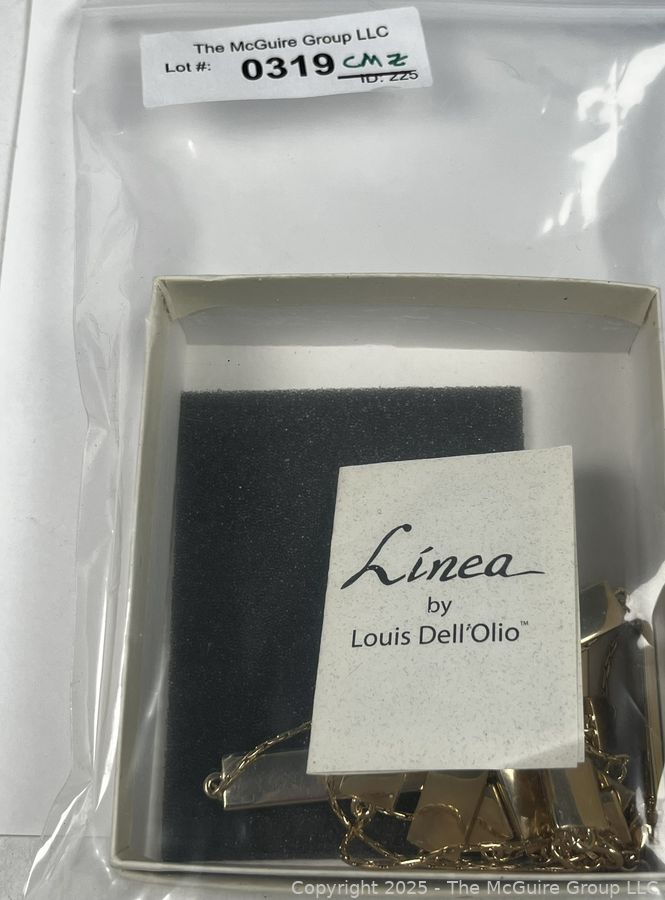 The McGuire Group LLC
Lot #: 0319 CMZ
ID: 225
Linea
by
Louis Dell'Olio™
Copyright 2025 - The McGuire Group LLC